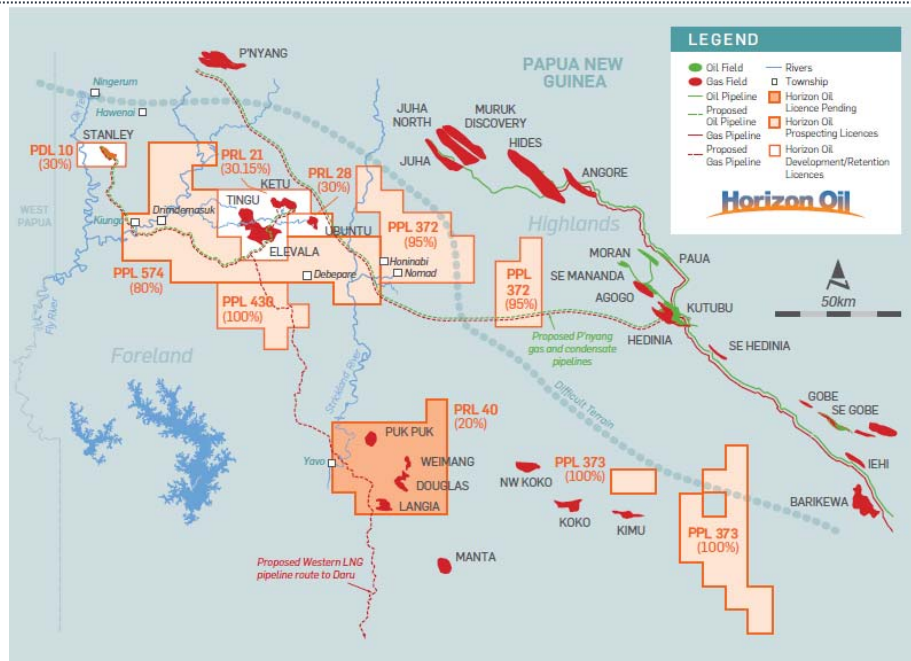 P'NYANG
PAPUA NEW
GUINEA
Ningerum
Ok Tedi
Howenai
STANLEY
PDL 10
(30%)
PRL 21
(30.15%)
KETU
TINGU
PRL 28
(30%)
UBUNTU
ELEVALA
WEST
PAPUA
Kiunga
Drimdemasuk
PPL 574
(80%)
Debepare
PPL 430
(100%)
Fly River
PPL 372
(95%)
Honinabi
Nomad
PPL
372
(95%)
JUHA
NORTH
MURUK
DISCOVERY
HIDES
JUHA
ANGORE
Highlands
MORAN
PAUA
SE MANANDA
AGOGO
KUTUBU
HEDINIA
SE HEDINIA
Proposed P'nyang
gas and condensate
pipelines
Difficult Terrain
GOBE
SE GOBE
IEHI
BARIKEWA
Foreland
Strickland River
PRL 40
(20%)
PUK PUK
Yavo
WEIMANG
DOUGLAS
LANGIA
NW KOKO
PPL 373
(100%)
KOKO
KIMU
PPL 373
(100%)
MANTA
Proposed Western LNG
pipeline route to Daru
LEGEND
Oil Field
Gas Field
Oil Pipeline
Proposed
Oil Pipeline
Gas Pipeline
Proposed
Gas Pipeline
Rivers
Township
Horizon Oil
Licence Pending
Horizon Oil
Prospecting Licences
Horizon Oil
Development/Retention
Licences
Horizon Oil
N
50km